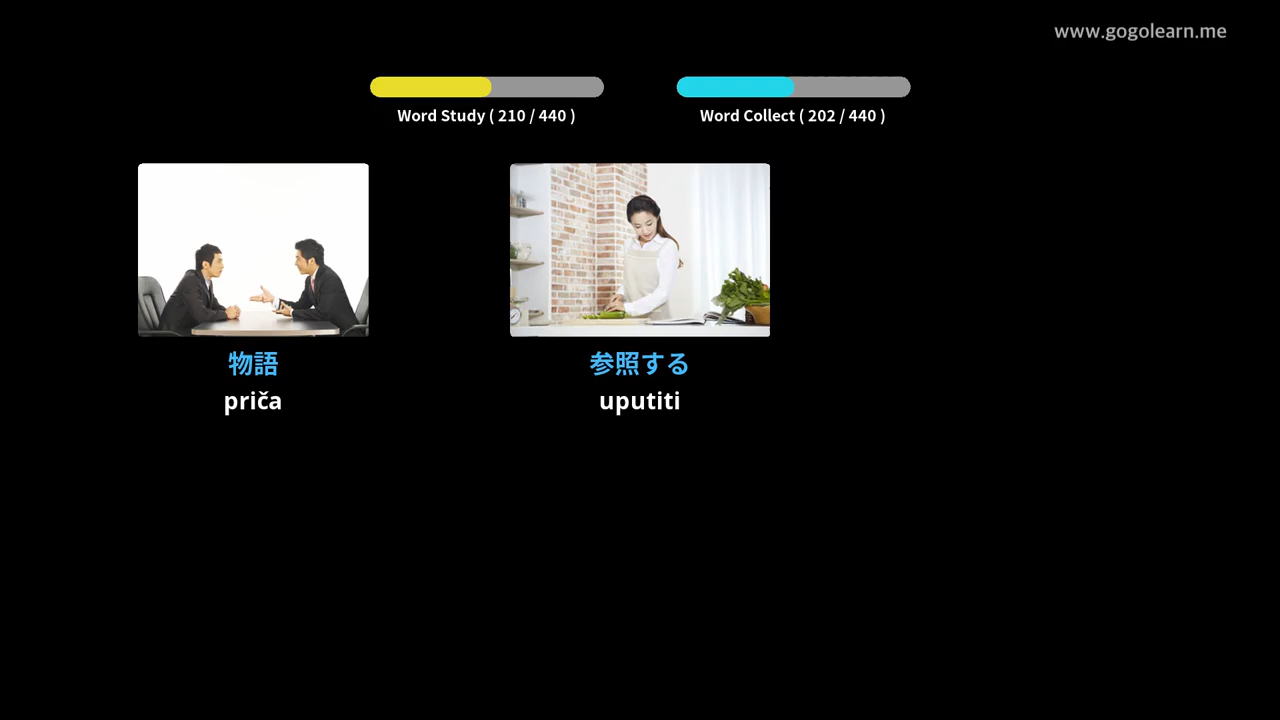 www.gogolearn.me
Word Study ( 210 / 440 )
Word Collect ( 202 / 440 )
物語
priča
参照する
uputiti